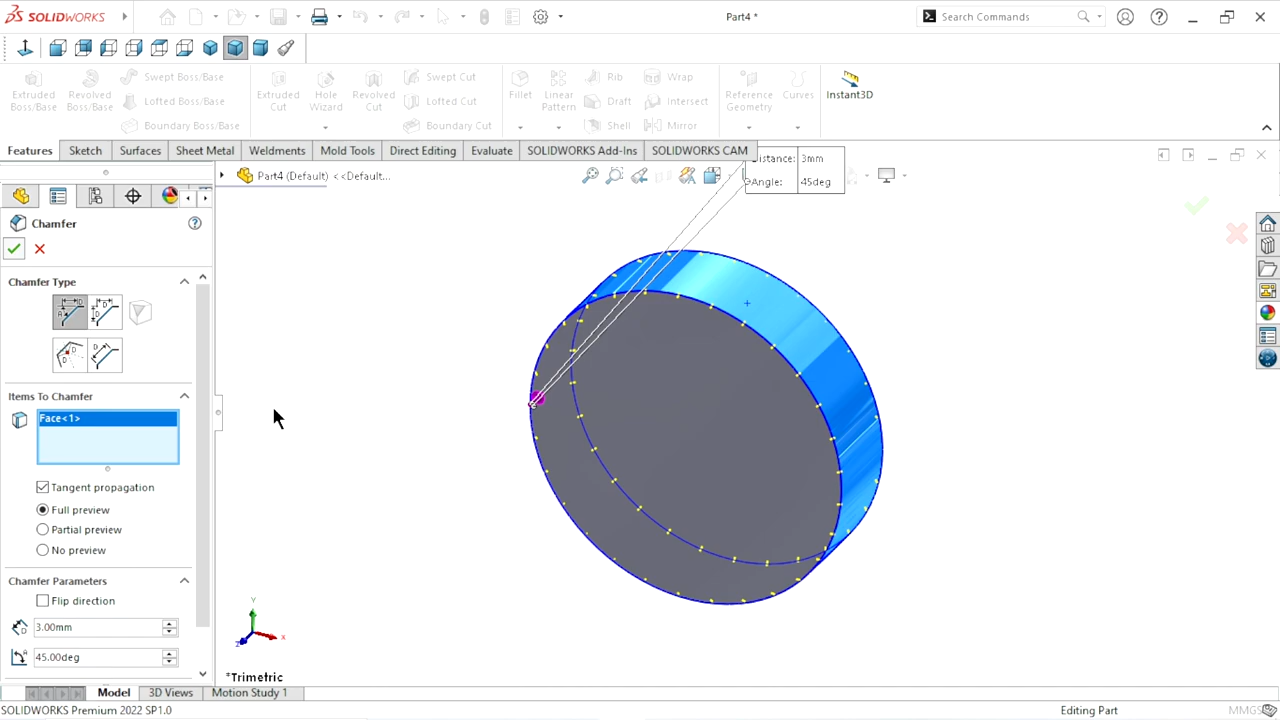 SOLIDWORKS
Part4 *
Search Commands
Extruded Boss/Base
Revolved Boss/Base
Swept Boss/Base
Lofted Boss/Base
Boundary Boss/Base
Extruded Cut
Hole Wizard
Revolved Cut
Swept Cut
Lofted Cut
Boundary Cut
Fillet
Linear Pattern
Rib
Draft
Shell
Wrap
Intersect
Mirror
Reference Geometry
Curves
Instant3D
Features Sketch Surfaces Sheet Metal Weldments Mold Tools Direct Editing Evaluate SOLIDWORKS Add-Ins SOLIDWORKS CAM
Part4 (Default) <<Default...
Distance: 3mm
Angle: 45deg
Chamfer
Chamfer Type
Items To Chamfer
Face<1>
Tangent propagation
Full preview
Partial preview
No preview
Chamfer Parameters
Flip direction
3.00mm
45.00deg
Y
X
Z
*Trimetric
Model 3D Views Motion Study 1
SOLIDWORKS Premium 2022 SP1.0
Editing Part
MMGS